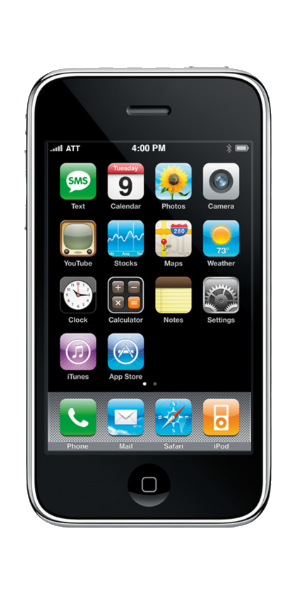 ATT 4:00 PM
SMS Tuesday 9
Text Calendar Photos Camera
280 73°
YouTube Stocks Maps Weather
Clock Calculator Notes Settings
iTunes App Store
Phone Mail Safari iPod